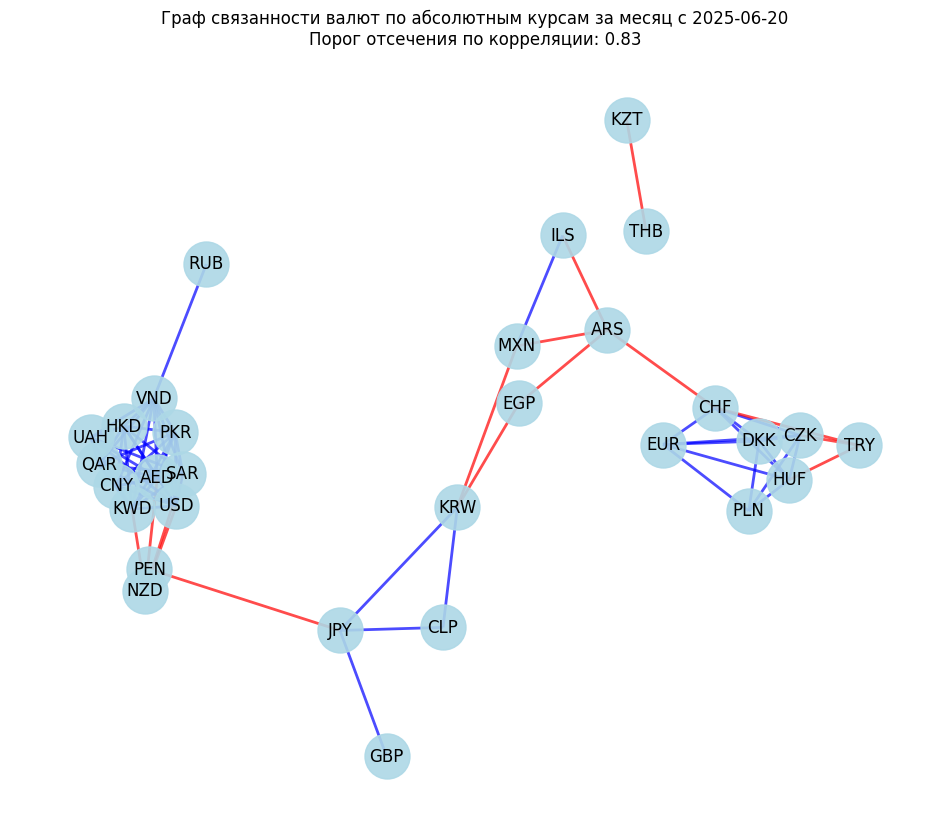 Граф связанности валют по абсолютным курсам за месяц с 2025-06-20
Порог отсечения по корреляции: 0.83
KZT
THB
ILS
RUB
ARS
MXN
VND
EGP
CHF
HKD
PKR
UAH
DKK
CZK
EUR
TRY
QAR
SAR
AED
CNY
HUF
KWD
USD
KRW
PLN
PEN
NZD
JPY
CLP
GBP